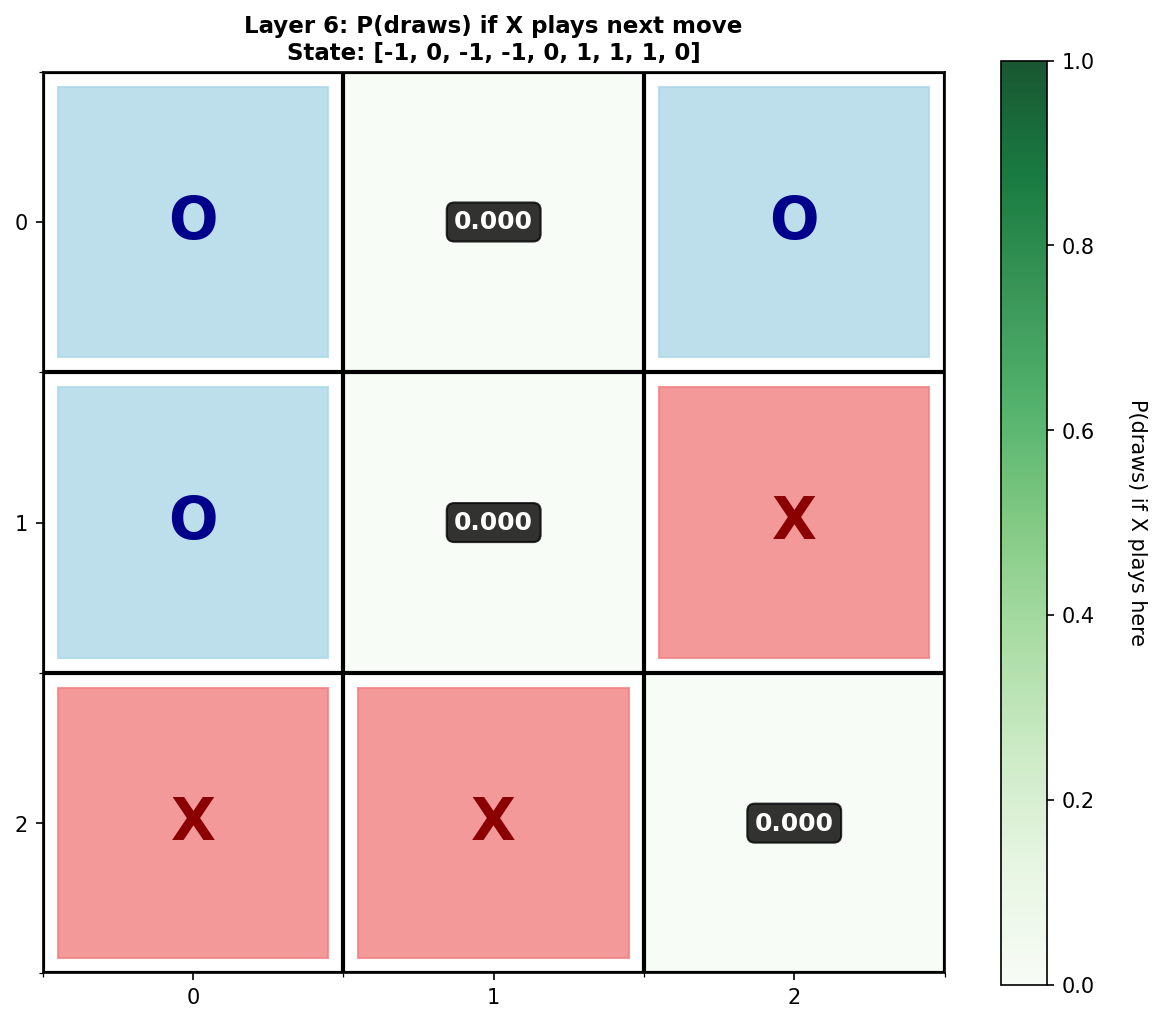 Layer 6: P(draws) if X plays next move
State: [-1, 0, -1, -1, 0, 1, 1, 1, 0]
O
0.000
O
O
0.000
X
X
X
0.000
0
1
2
0
1
2
1.0
0.8
0.6
0.4
0.2
0.0
P(draws) if X plays here